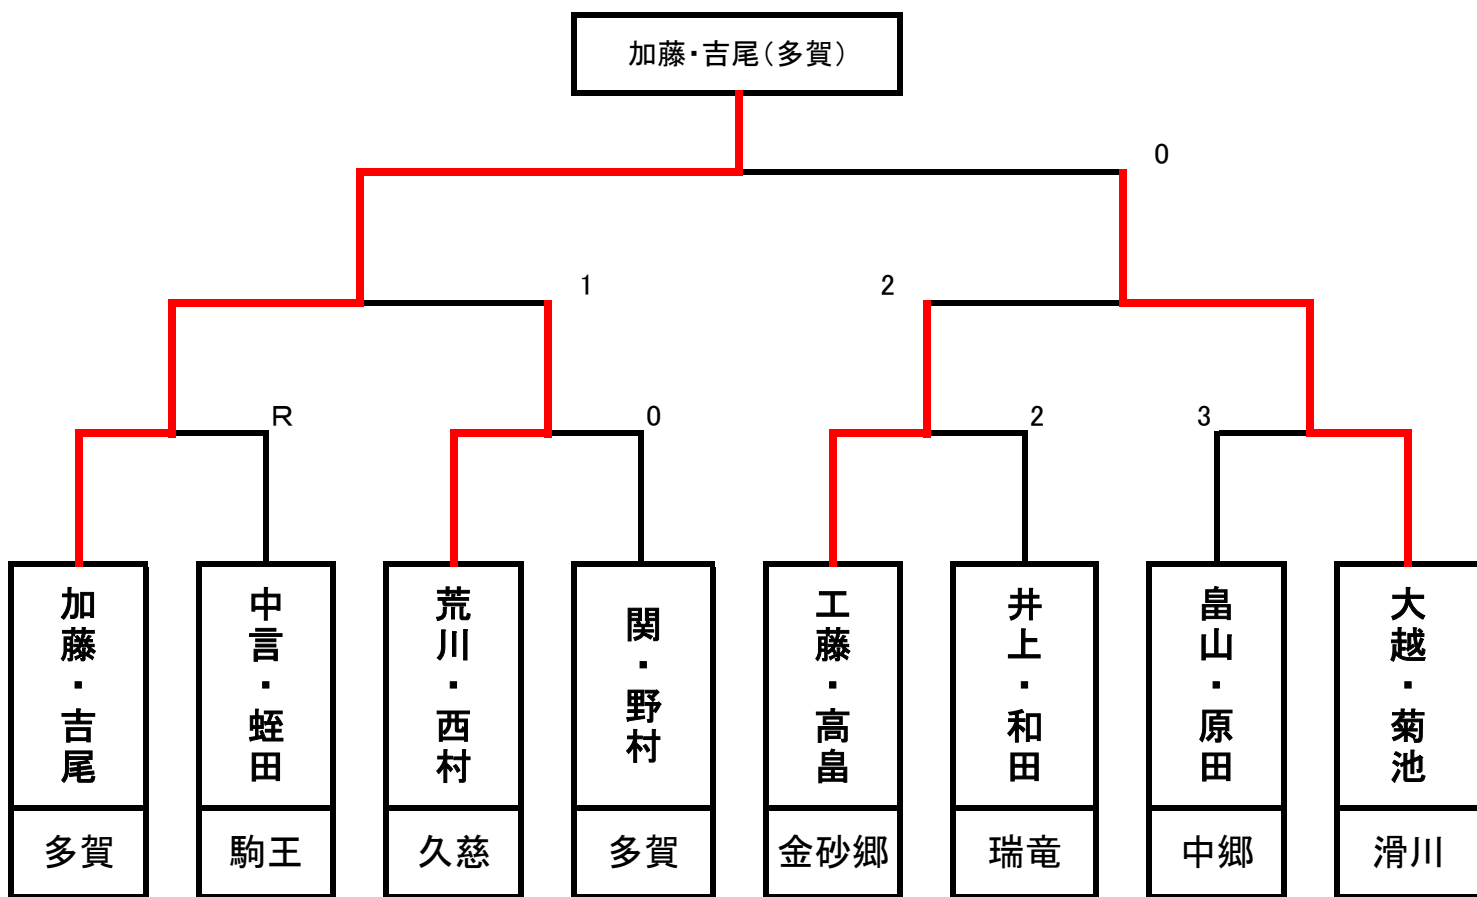 加藤・吉尾(多賀)
0
1
2
R
0
2
3
加藤・吉尾
中言・蛭田
荒川・西村
関・野村
工藤・高畠
井上・和田
畠山・原田
大越・菊池
多賀
駒王
久慈
多賀
金砂郷
瑞竜
中郷
滑川